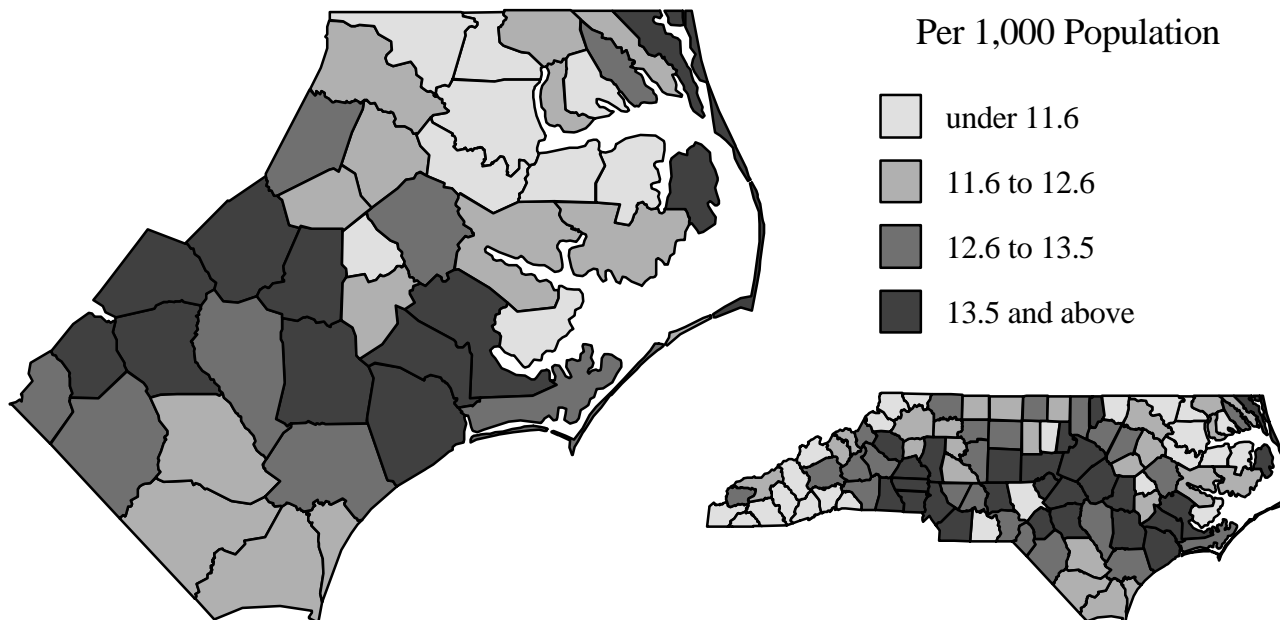 Per 1,000 Population
under 11.6
11.6 to 12.6
12.6 to 13.5
13.5 and above